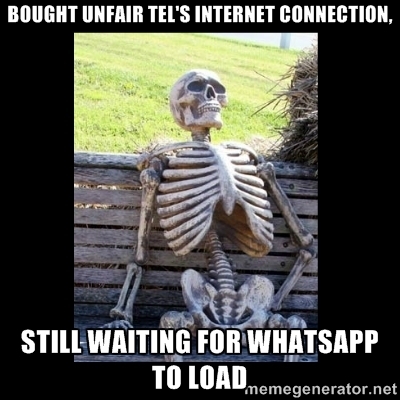 BOUGHT UNFAIR TEL'S INTERNET CONNECTION,
STILL WAITING FOR WHATSAPP
TO LOAD
memegenerator.net